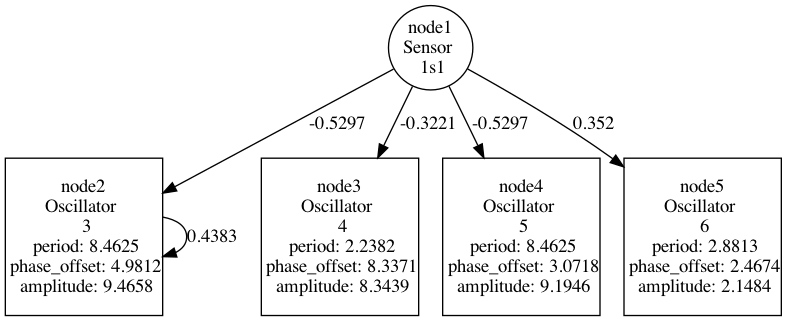 node1
Sensor
1s1
-0.5297
-0.3221
-0.5297
0.352
node2
Oscillator
3
period: 8.4625
phase_offset: 4.9812
amplitude: 9.4658
0.4383
node3
Oscillator
4
period: 2.2382
phase_offset: 8.3371
amplitude: 8.3439
node4
Oscillator
5
period: 8.4625
phase_offset: 3.0718
amplitude: 9.1946
node5
Oscillator
6
period: 2.8813
phase_offset: 2.4674
amplitude: 2.1484